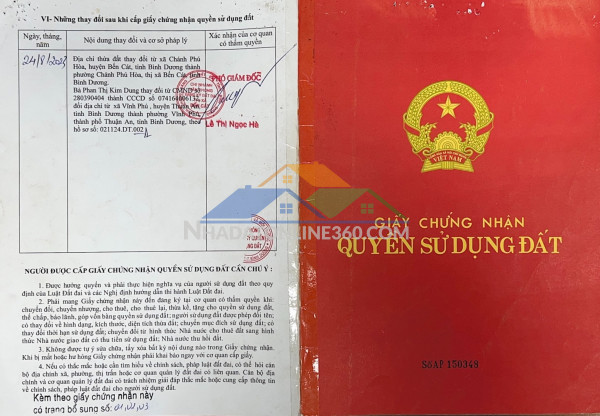 VI- Những thay đổi sau khi cấp giấy chứng nhận quyền sử dụng đất
Ngày, tháng, năm
Nội dung thay đổi và cơ sở pháp lý
Xác nhận của cơ quan có thẩm quyền
24/8/2023
Địa chỉ thửa đất thay đổi từ xã Chánh Phú
Hòa, huyện Bến Cát, tỉnh Bình Dương thành
phường Chánh Phú Hòa, thị xã Bến Cát, tỉnh
Bình Dương.
Bà Phan Thị Kim Dung thay đổi từ CMND số
280390404 thành CCCD số
đổi địa chỉ từ xã Vĩnh Phú, huyện Thuận An,
tỉnh Bình Dương thành phường Vĩnh Phú,
thành phố Thuận An, tỉnh Bình Dương, theo
hồ sơ số: 021124.DT.002
PHÓ GIÁM ĐỐC
Lê Thị Ngọc Hà
NGƯỜI ĐƯỢC CẤP GIẤY CHỨNG NHẬN QUYỀN SỬ DỤNG ĐẤT CẦN CHÚ Ý :
1. Được hưởng quyền và phải thực hiện nghĩa vụ của người sử dụng đất theo quy
định của Luật Đất đai và các Nghị định hướng dẫn thi hành Luật Đất đai.
2. Phải mang Giấy chứng nhận này đến đăng ký tại cơ quan có thẩm quyền khi:
chuyển đổi, chuyển nhượng, cho thuê, cho thuê lại, thừa kế, tặng cho quyền sử dụng đất,
thế chấp, bảo lãnh, góp vốn bằng quyền sử dụng đất; người sử dụng đất được phép đổi tên;
có thay đổi về hình dạng, kích thước, diện tích thửa đất; chuyển mục đích sử dụng đất; có
thay đổi thời hạn sử dụng đất; chuyển đổi từ hình thức Nhà nước cho thuê đất sang hình
thức Nhà nước giao đất có thu tiền sử dụng đất; Nhà nước thu hồi đất.
3. Không được tự ý sửa chữa, tẩy xóa bất kỳ nội dung nào trong Giấy chứng nhận.
Khi bị mất hoặc hư hỏng Giấy chứng nhận phải khai báo ngay với cơ quan cấp giấy.
4. Nếu có thắc mắc hoặc cần tìm hiểu về chính sách, pháp luật đất đai, có thể hỏi cán
bộ địa chính xã, phường, thị trấn hoặc cơ quan quản lý đất đai có liên quan. Cán bộ địa
chính và cơ quan quản lý đất đai có trách nhiệm giải đáp thắc mắc hoặc cung cấp thông tin
về chính sách, pháp luật đất đai cho người sử dụng đất.
Kèm theo giấy chứng nhận này
có trang bổ sung số: 01,02,03
VIỆT NAM
GIẤY CHỨNG NHẬN
QUYỀN SỬ DỤNG ĐẤT
Số AP 150348